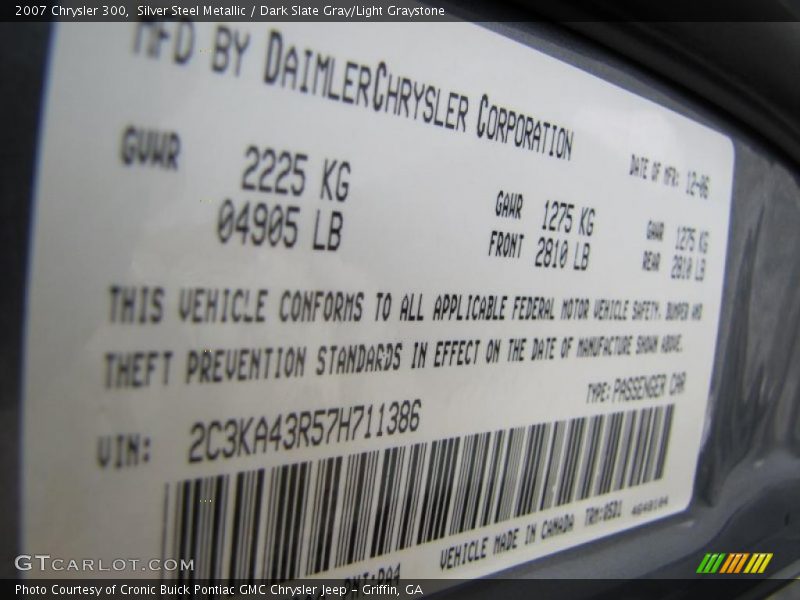 2007 Chrysler 300, Silver Steel Metallic / Dark Slate Gray/Light Graystone
MFD BY DAIMLERCHRYSLER CORPORATION
DATE OF MFR: 12-06
GVWR 2225 KG
04905 LB
GAWR 1275 KG
FRONT 2810 LB
GAWR 1275 KG
REAR 2810 LB
THIS VEHICLE CONFORMS TO ALL APPLICABLE FEDERAL MOTOR VEHICLE SAFETY, BUMPER AND
THEFT PREVENTION STANDARDS IN EFFECT ON THE DATE OF MANUFACTURE SHOWN ABOVE.
TYPE: PASSENGER CAR
VIN: 2C3KA43R57H711386
VEHICLE MADE IN CANADA TRM:
PNT:PA4
GTCARLOT.COM
Photo Courtesy of Cronic Buick Pontiac GMC Chrysler Jeep - Griffin, GA